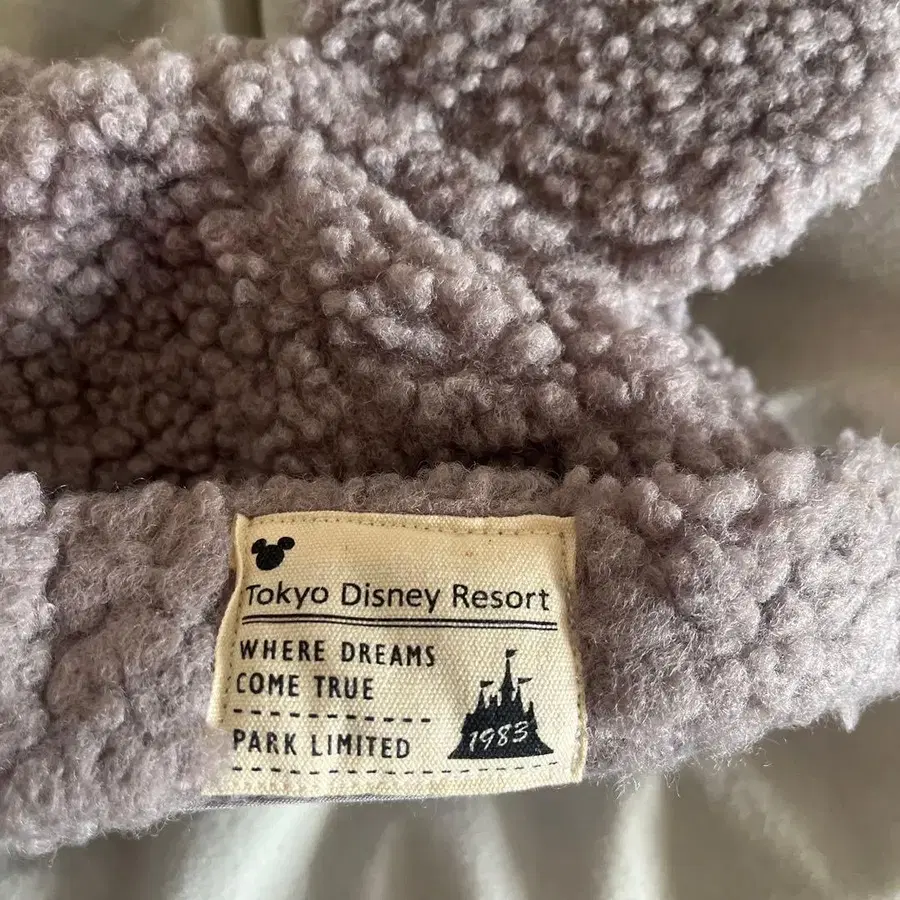 Tokyo Disney Resort
WHERE DREAMS
COME TRUE
PARK LIMITED
1983